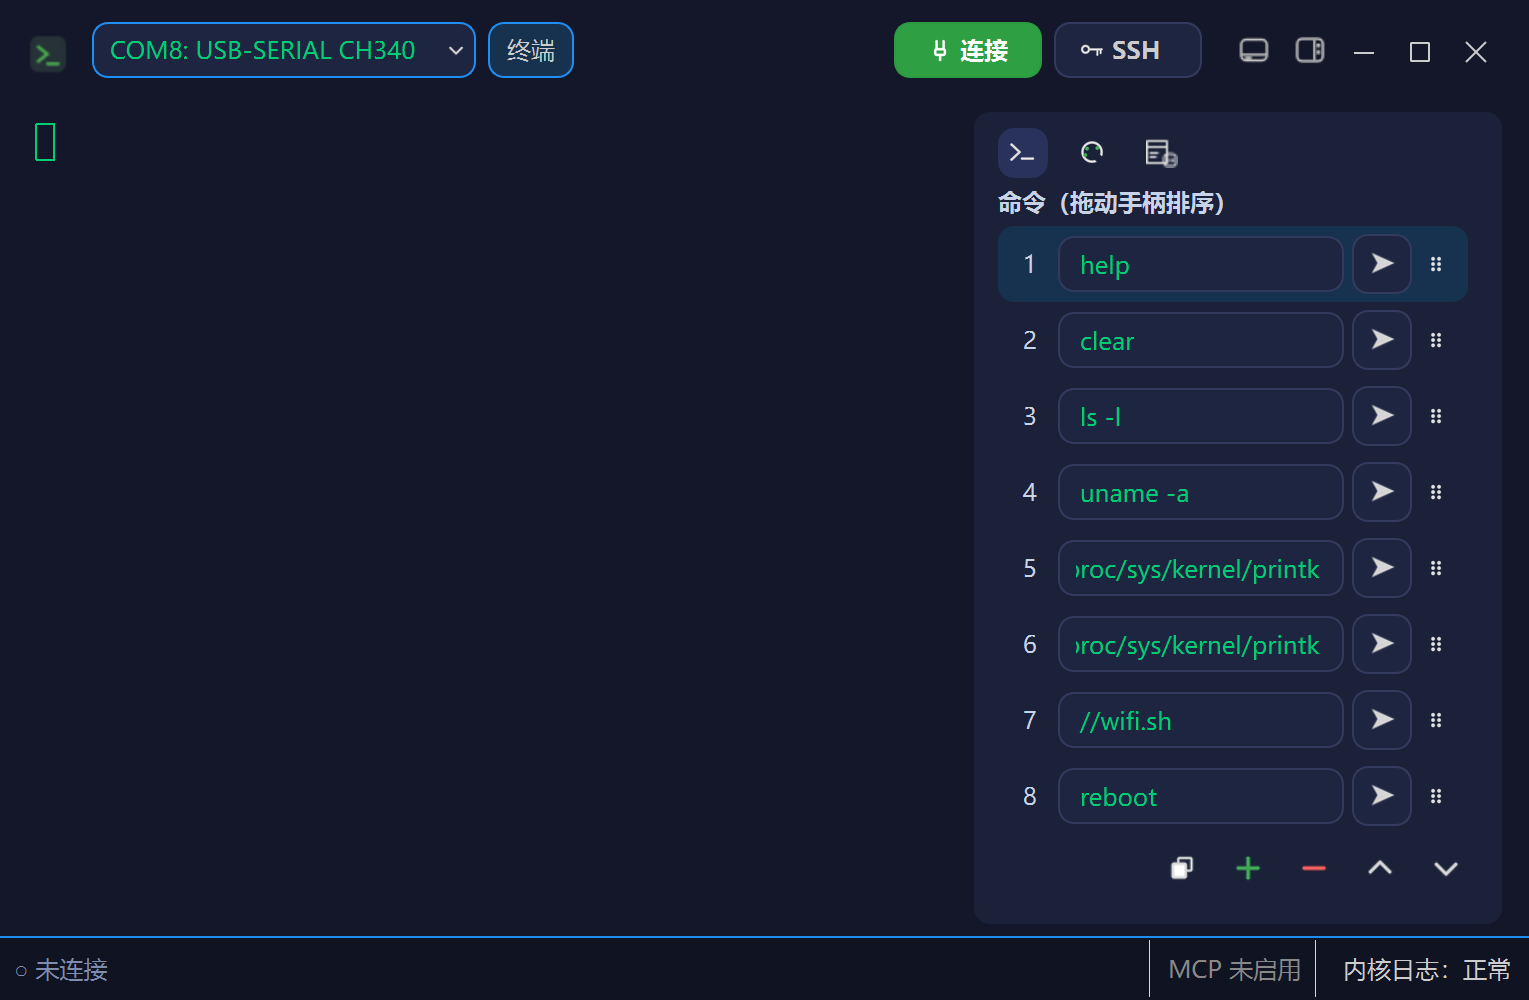 COM8: USB-SERIAL CH340
终端
连接
SSH
命令（拖动手柄排序）
1 help
2 clear
3 ls -l
4 uname -a
5 proc/sys/kernel/printk
6 proc/sys/kernel/printk
7 //wifi.sh
8 reboot
○ 未连接
MCP 未启用
内核日志：正常